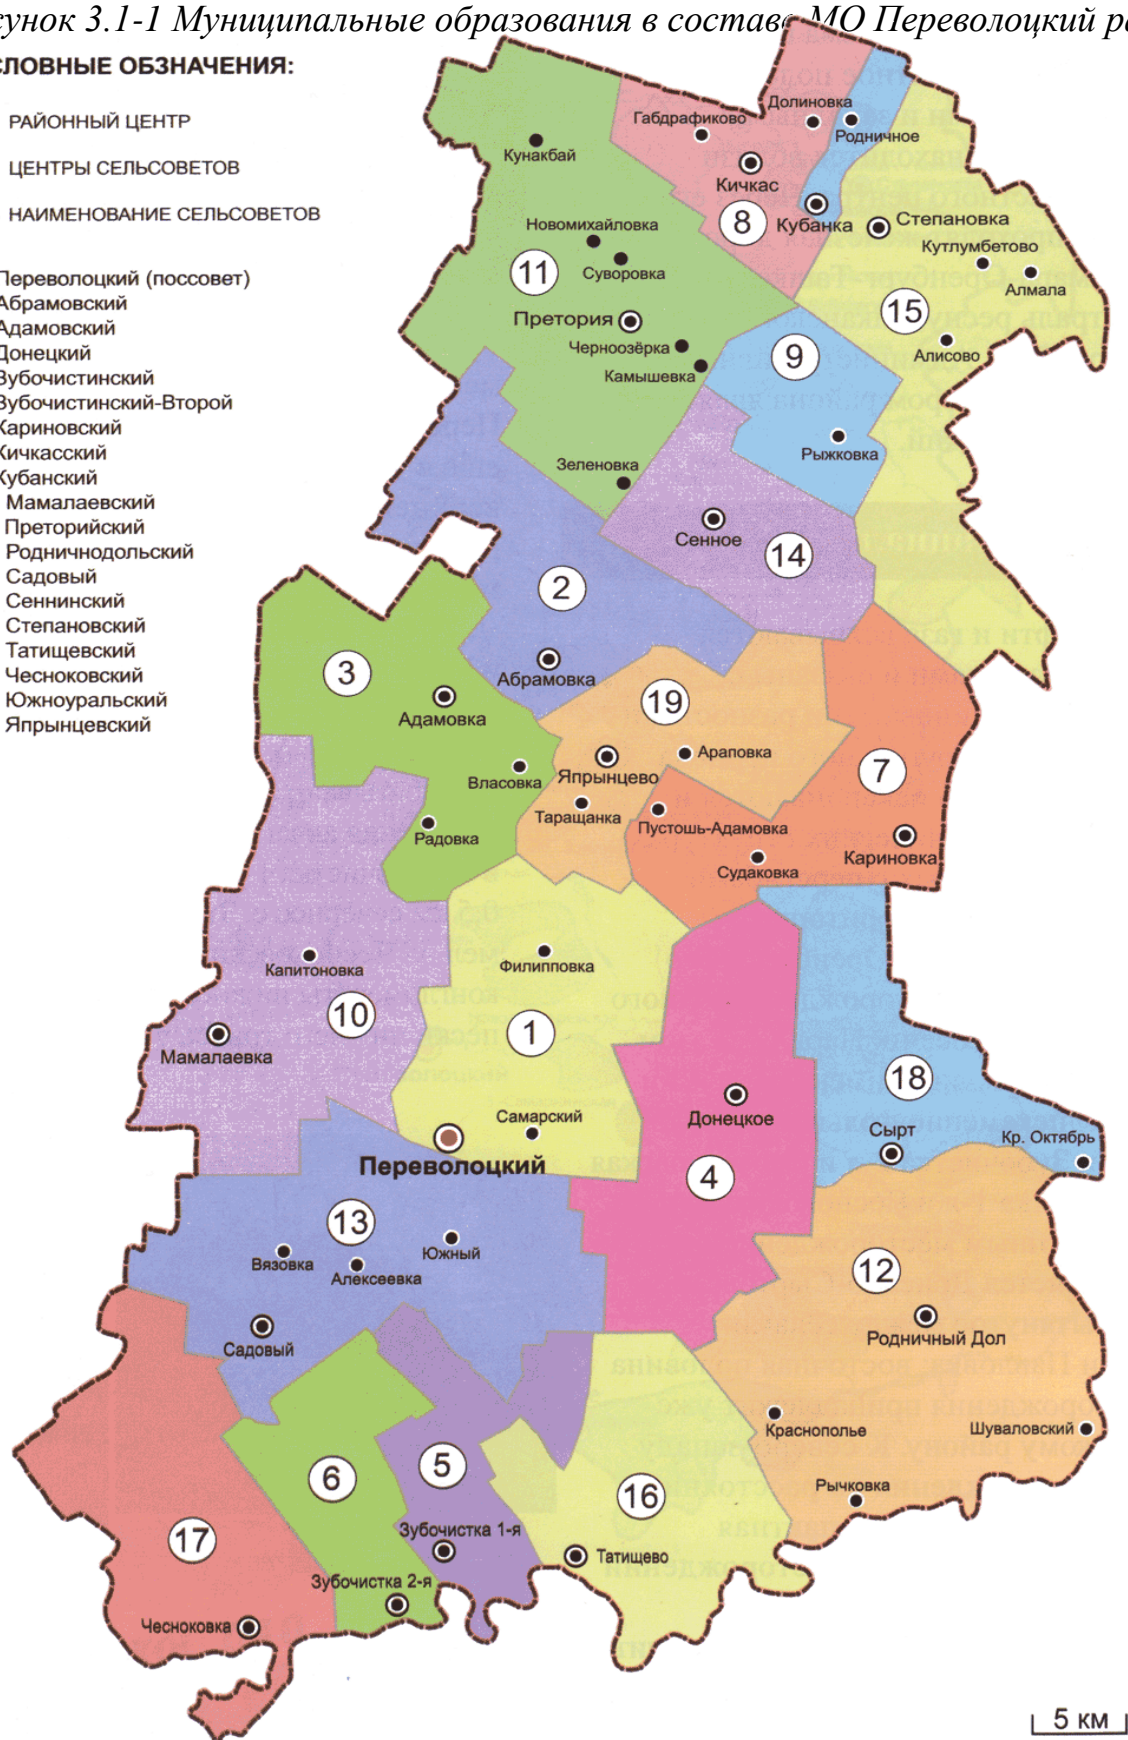 унок 3.1-1 Муниципальные образования в составе МО Переволоцкий ра
СЛОВНЫЕ ОБЗНАЧЕНИЯ:
РАЙОННЫЙ ЦЕНТР
ЦЕНТРЫ СЕЛЬСОВЕТОВ
НАИМЕНОВАНИЕ СЕЛЬСОВЕТОВ
Переволоцкий (поссовет)
Абрамовский
Адамовский
Донецкий
Зубочистинский
Зубочистинский-Второй
Кариновский
Кичкасский
Кубанский
Мамалаевский
Преторийский
Родничнодольский
Садовый
Сеннинский
Степановский
Татищевский
Чесноковский
Южноуральский
Япрынцевский
Долиновка
Габдрафиково
Родничное
Кунакбай
Кичкас
8
Кубанка
Степановка
Новомихайловка
Кутлумбетово
11
Суворовка
Алмала
15
Претория
Черноозёрка
9
Алисово
Камышевка
Рыжковка
Зеленовка
Сенное
14
2
3
Абрамовка
19
Адамовка
Араповка
7
Власовка
Япрынцево
Таращанка
Пустошь-Адамовка
Радовка
Кариновка
Судаковка
Капитоновка
Филипповка
10
1
Мамалаевка
18
Самарский
Донецкое
Сырт
Кр. Октябрь
Переволоцкий
4
13
Южный
Вязовка
Алексеевка
12
Садовый
Родничный Дол
Краснополье
Шуваловский
5
6
16
Рычковка
17
Зубочистка 1-я
Татищево
Зубочистка 2-я
Чесноковка
5 км